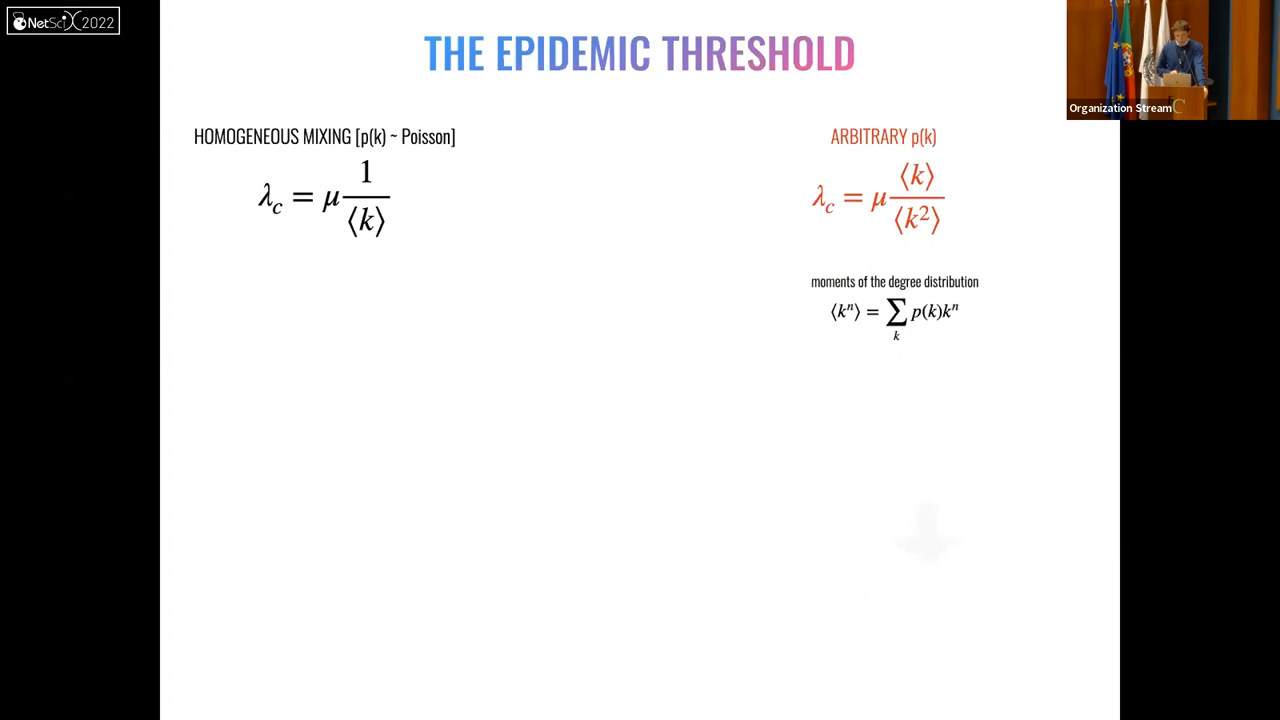 NetSciX 2022
THE EPIDEMIC THRESHOLD
Organization Stream
HOMOGENEOUS MIXING [p(k) ~ Poisson]
λc = μ 1/⟨k⟩
ARBITRARY p(k)
λc = μ ⟨k⟩/⟨k²⟩
moments of the degree distribution
⟨kⁿ⟩ = ∑k p(k)kⁿ